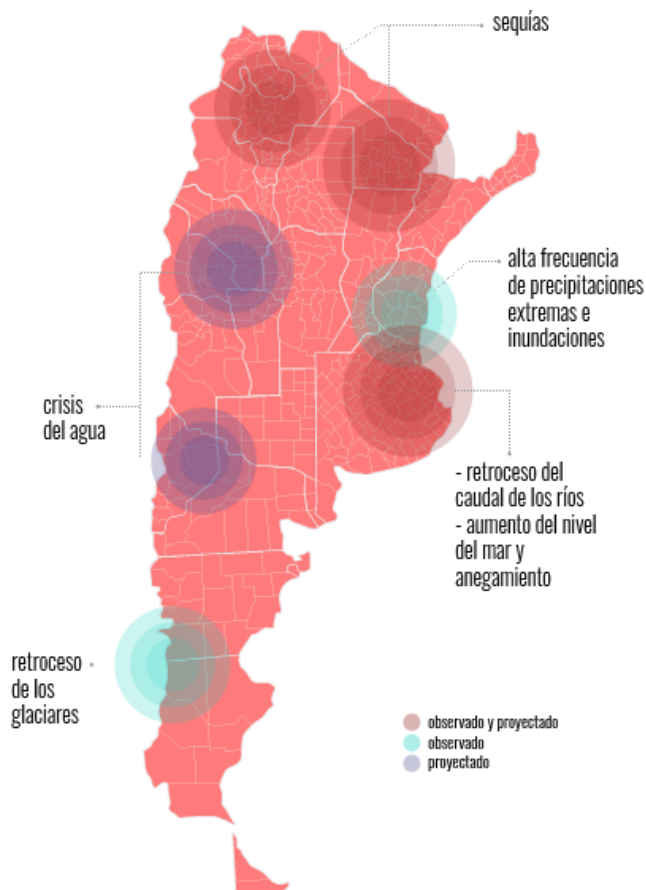 sequías
alta frecuencia
de precipitaciones
extremas e
inundaciones
crisis
del agua
- retroceso del
caudal de los ríos
- aumento del nivel
del mar y
anegamiento
retroceso
de los
glaciares
observado y proyectado
observado
proyectado